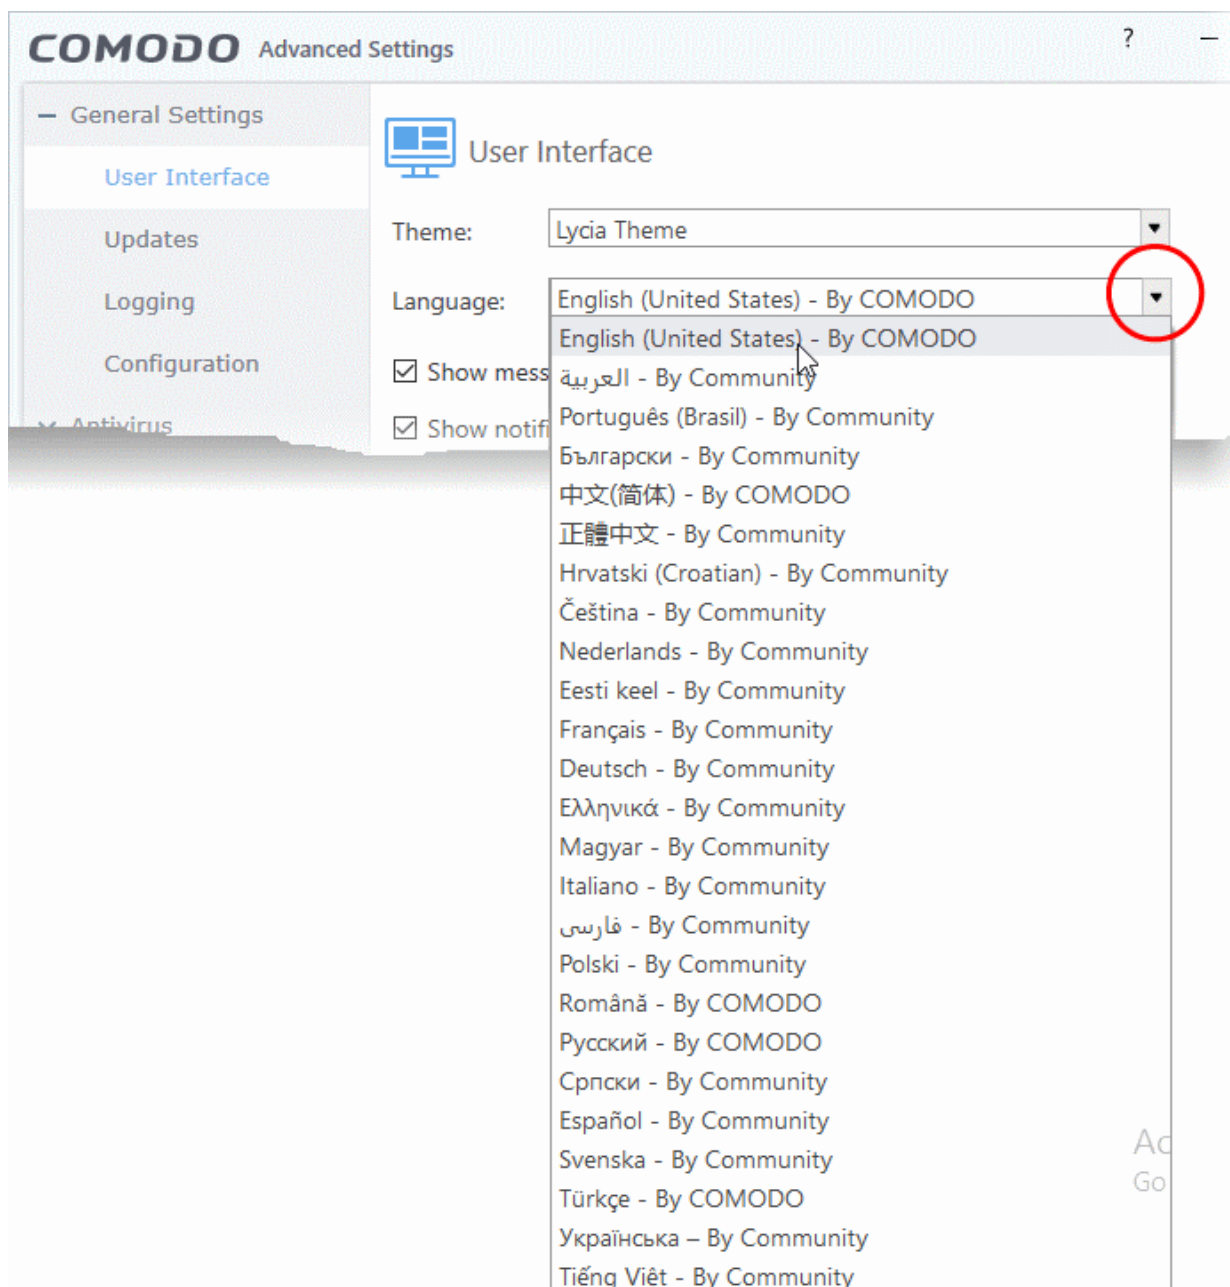 COMODO Advanced Settings ? —
General Settings
User Interface
Updates
Logging
Configuration
Antivirus
User Interface
Theme: Lycia Theme
Language: English (United States) - By COMODO
Show mess
Show notifi
English (United States) - By COMODO
العربية - By Community
Português (Brasil) - By Community
Български - By Community
中文(简体) - By COMODO
正體中文 - By Community
Hrvatski (Croatian) - By Community
Čeština - By Community
Nederlands - By Community
Eesti keel - By Community
Français - By Community
Deutsch - By Community
Ελληνικά - By Community
Magyar - By Community
Italiano - By Community
فارسی - By Community
Polski - By Community
Română - By COMODO
Русский - By COMODO
Српски - By Community
Español - By Community
Svenska - By Community
Türkçe - By COMODO
Українська – By Community
Tiếng Việt - By Community
Ac
Go